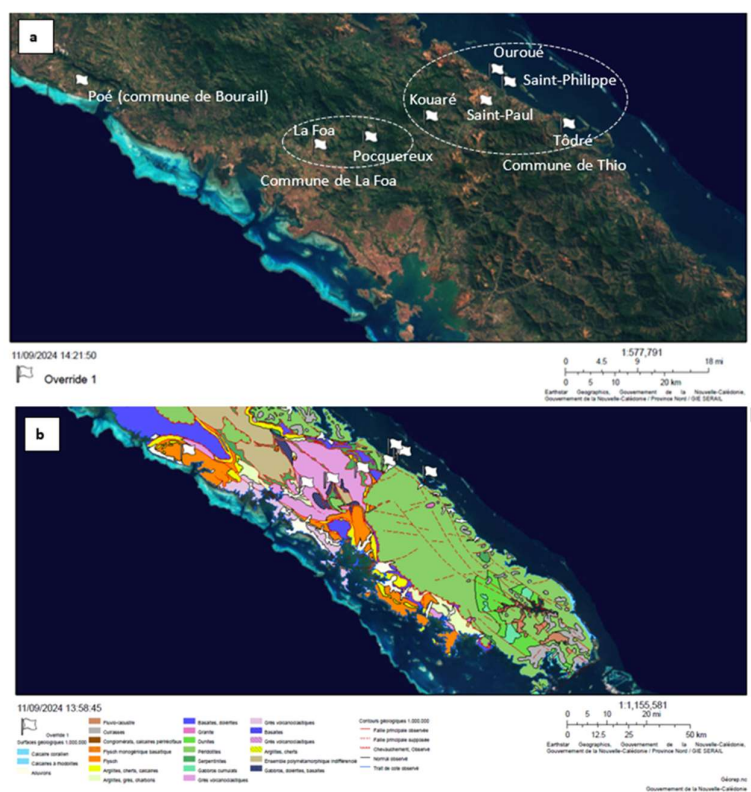 a
Ouroué
Saint-Philippe
Poé (commune de Bourail)
Kouaré
Saint-Paul
La Foa
Tôdré
Pocquereux
Commune de Thio
Commune de La Foa
11/09/2024 14:21:50
Override 1
1:577,791
0 4.5 9 18 mi
0 5 10 20 km
Earthstar Geographics, Gouvernement de la Nouvelle-Calédonie,
Gouvernement de la Nouvelle-Calédonie / Province Nord / GIE SERAIL
b
11/09/2024 13:58:45
Override 1
Surfaces géologiques 1:000,000
Calcaire corallien
Calcaires à rhodolites
Alluvions
Fluvio-lacustre
Cuirasses
Conglomérats, calcaires périrécifaux
Flysch monogénique basaltique
Flysch
Argilites, cherts, calcaires
Argilites, grès, charbons
Basaltes, dolérites
Granite
Dunites
Péridotites
Serpentinites
Gabbros cumulats
Grès volcanoclastiques
Grès volcanoclastiques
Basaltes
Grès volcanoclastiques
Argilites, cherts
Ensemble polymétamorphique indifférencié
Gabbros, dolérites, basaltes
Contours géologiques 1:000,000
Faille principale observée
Faille principale supposée
Chevauchement, Observé
Normal observé
Trait de côte observé
1:1,155,581
0 5 10 20 mi
0 12.5 25 50 km
Earthstar Geographics, Gouvernement de la Nouvelle-Calédonie,
Gouvernement de la Nouvelle-Calédonie / Province Nord / GIE SERAIL
Géorep.nc
Gouvernement de la Nouvelle-Calédonie